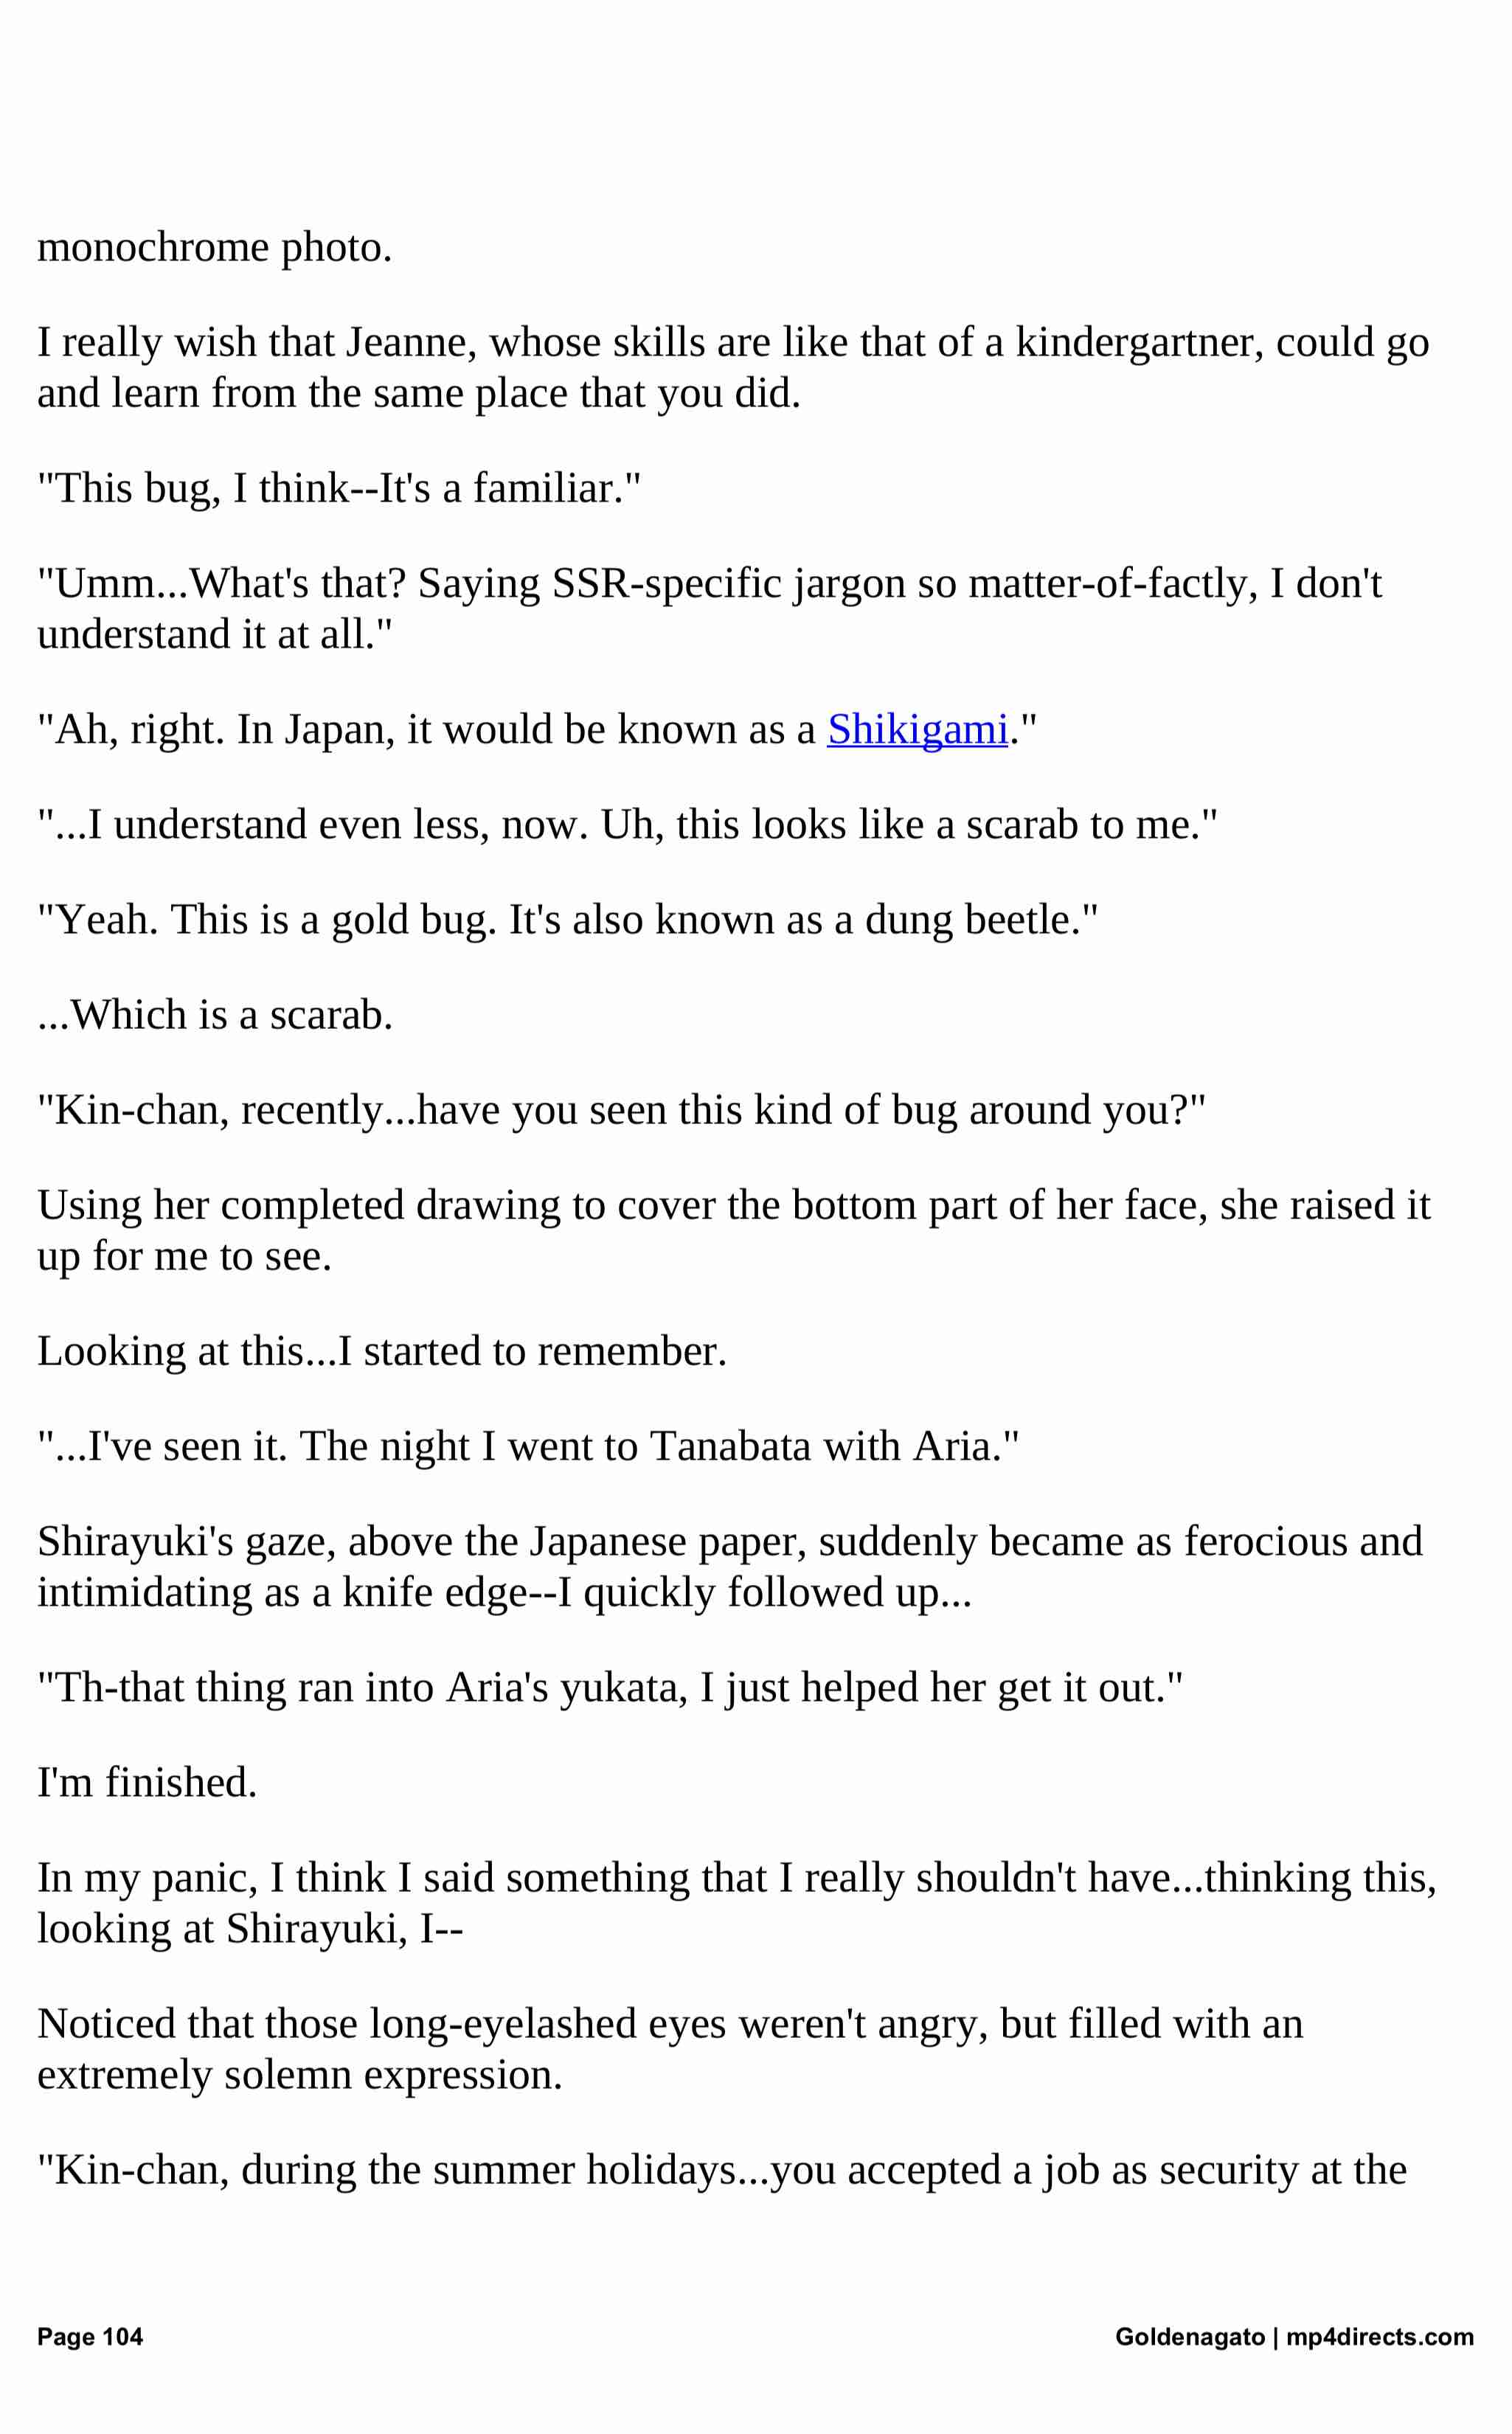 monochrome photo.
I really wish that Jeanne, whose skills are like that of a kindergartner, could go
and learn from the same place that you did.
"This bug, I think--It's a familiar."
"Umm...What's that? Saying SSR-specific jargon so matter-of-factly, I don't
understand it at all."
"Ah, right. In Japan, it would be known as a Shikigami."
"...I understand even less, now. Uh, this looks like a scarab to me."
"Yeah. This is a gold bug. It's also known as a dung beetle."
...Which is a scarab.
"Kin-chan, recently...have you seen this kind of bug around you?"
Using her completed drawing to cover the bottom part of her face, she raised it
up for me to see.
Looking at this...I started to remember.
"...I've seen it. The night I went to Tanabata with Aria."
Shirayuki's gaze, above the Japanese paper, suddenly became as ferocious and
intimidating as a knife edge--I quickly followed up...
"Th-that thing ran into Aria's yukata, I just helped her get it out."
I'm finished.
In my panic, I think I said something that I really shouldn't have...thinking this,
looking at Shirayuki, I--
Noticed that those long-eyelashed eyes weren't angry, but filled with an
extremely solemn expression.
"Kin-chan, during the summer holidays...you accepted a job as security at the
Page 104
Goldenagato | mp4directs.com